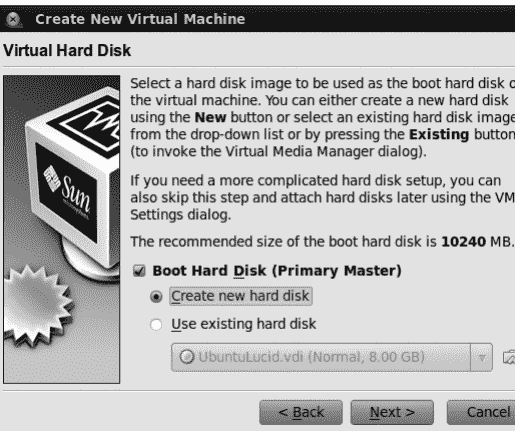 Create New Virtual Machine
Virtual Hard Disk
Select a hard disk image to be used as the boot hard disk
the virtual machine. You can either create a new hard disk
using the New button or select an existing hard disk image
from the drop-down list or by pressing the Existing button
(to invoke the Virtual Media Manager dialog).
If you need a more complicated hard disk setup, you can
also skip this step and attach hard disks later using the VM
Settings dialog.
The recommended size of the boot hard disk is 10240 MB.
Sun
microsystems
Boot Hard Disk (Primary Master)
Create new hard disk
Use existing hard disk
UbuntuLucid.vdi (Normal, 8.00 GB)
< Back
Next >
Cancel